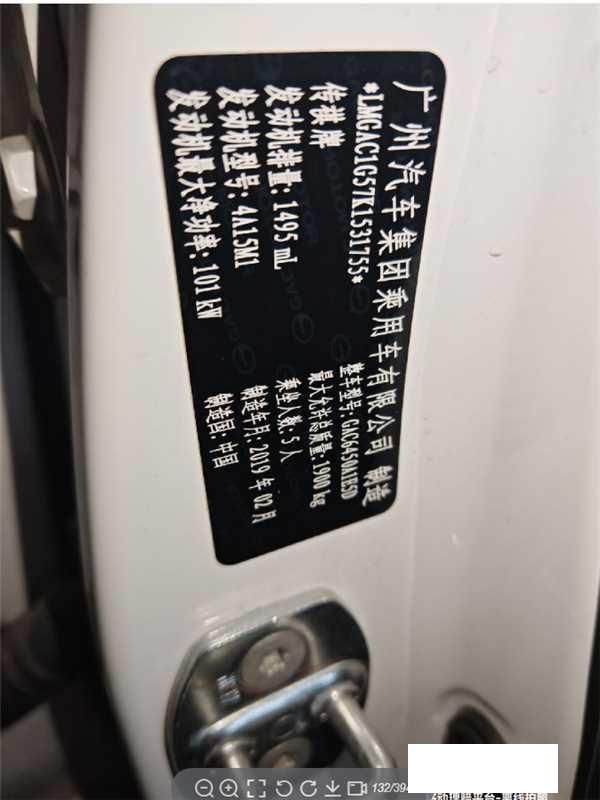 广州汽车集团乘用车有限公司 制造
*LMGAC1G57K1531755*
传祺牌
整车型号:GAC6450A1E5D
发动机排量:1495 mL
最大允许总质量:1900 kg
发动机型号:4A15M1
乘坐人数:5人
发动机最大净功率:101 kW
制造年月:2019 年 02 月
制造国:中国
132/394